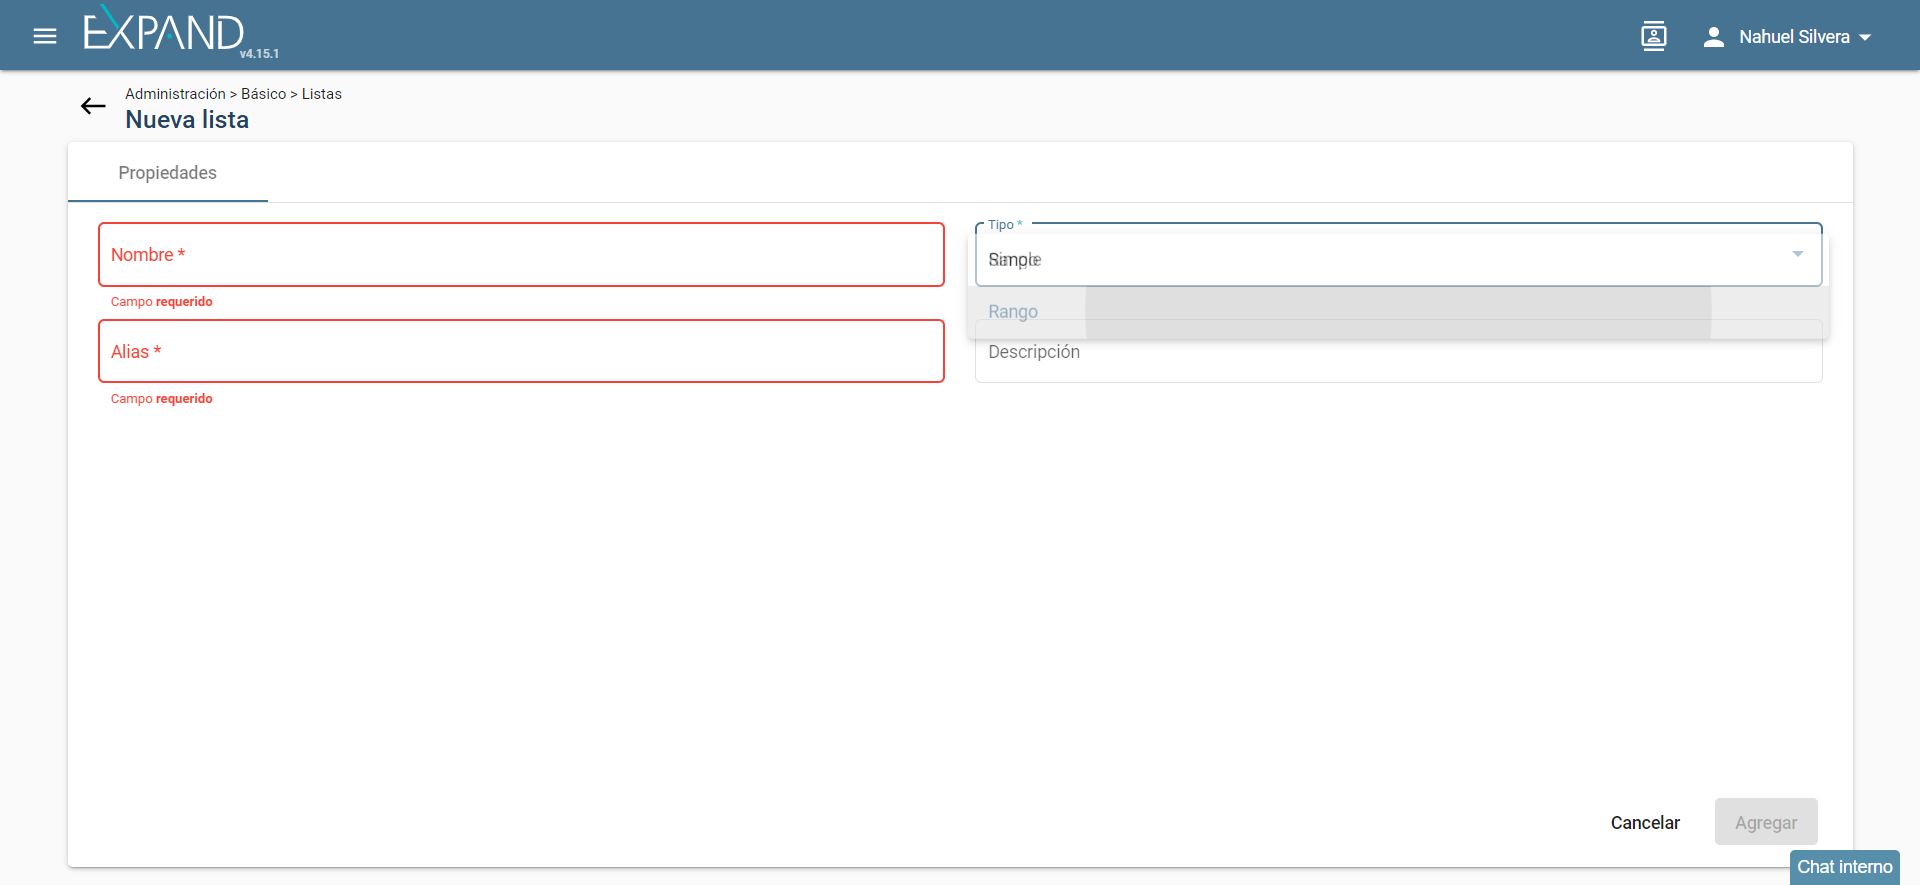 EXPAND
v4.15.1
Nahuel Silvera
Administración > Básico > Listas
Nueva lista
Propiedades
Nombre *
Campo requerido
Alias *
Campo requerido
Tipo *
Rango
Descripción
Cancelar
Agregar
Chat interno